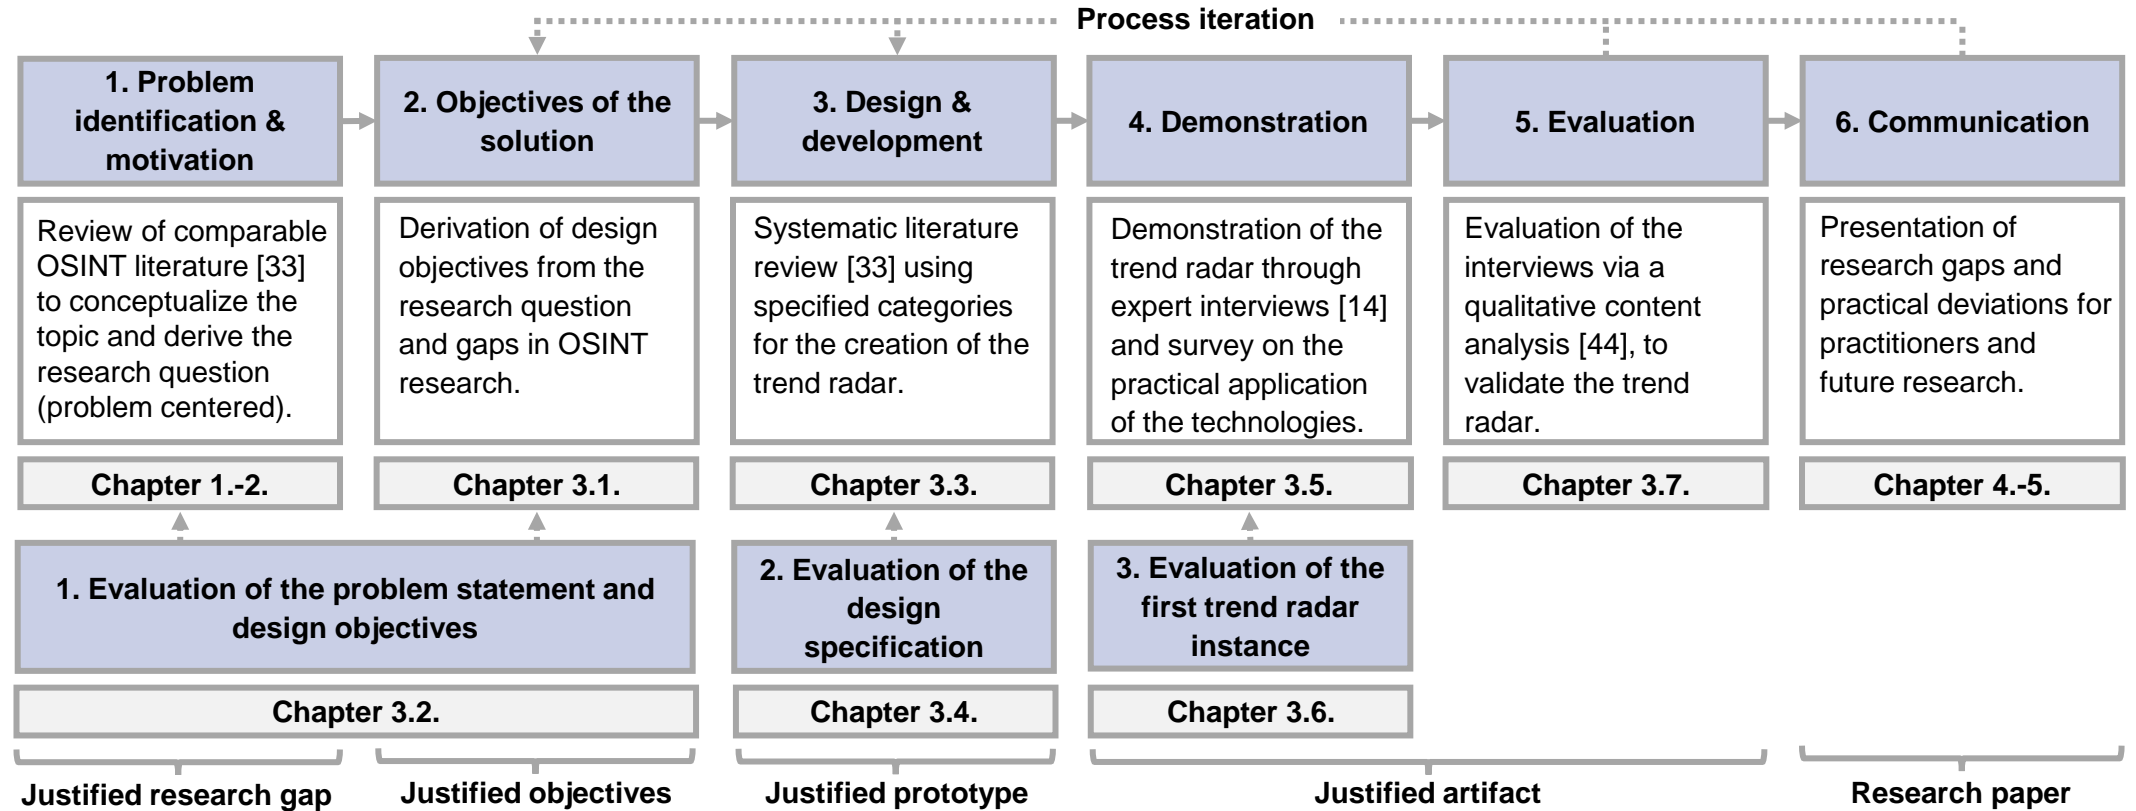 Process iteration
1. Problem
identification &
motivation
2. Objectives of the
solution
3. Design &
development
4. Demonstration
5. Evaluation
6. Communication
Review of comparable
OSINT literature [33]
to conceptualize the
topic and derive the
research question
(problem centered).
Derivation of design
objectives from the
research question
and gaps in OSINT
research.
Systematic literature
review [33] using
specified categories
for the creation of the
trend radar.
Demonstration of the
trend radar through
expert interviews [14]
and survey on the
practical application
of the technologies.
Evaluation of the
interviews via a
qualitative content
analysis [44], to
validate the trend
radar.
Presentation of
research gaps and
practical deviations for
practitioners and
future research.
Chapter 1.-2.
Chapter 3.1.
Chapter 3.3.
Chapter 3.5.
Chapter 3.7.
Chapter 4.-5.
1. Evaluation of the problem statement and
design objectives
2. Evaluation of the
design
specification
3. Evaluation of the
first trend radar
instance
Chapter 3.2.
Chapter 3.4.
Chapter 3.6.
Justified research gap
Justified objectives
Justified prototype
Justified artifact
Research paper